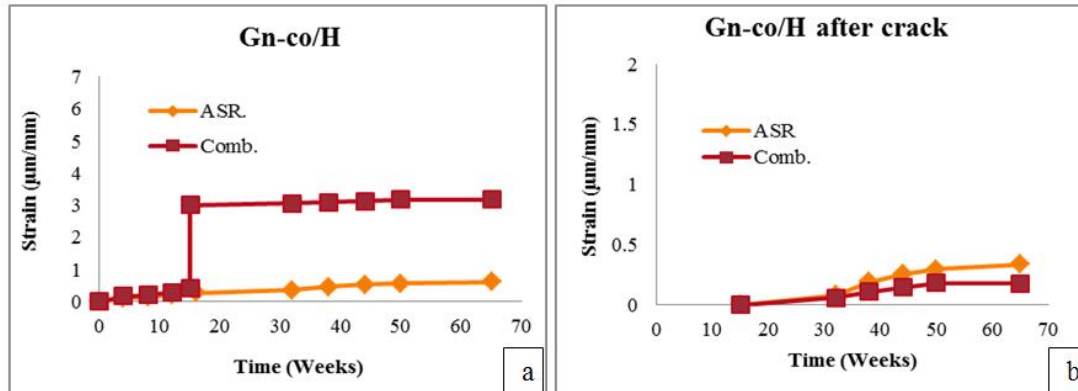 Gn-co/H
7
6
5
4
3
2
1
0
ASR.
Comb.
Strain (µm/mm)
0 10 20 30 40 50 60 70
Time (Weeks)
a
Gn-co/H after crack
2
1.5
1
0.5
0
ASR
Comb.
Strain (µm/mm)
0 10 20 30 40 50 60 70
Time (Weeks)
b